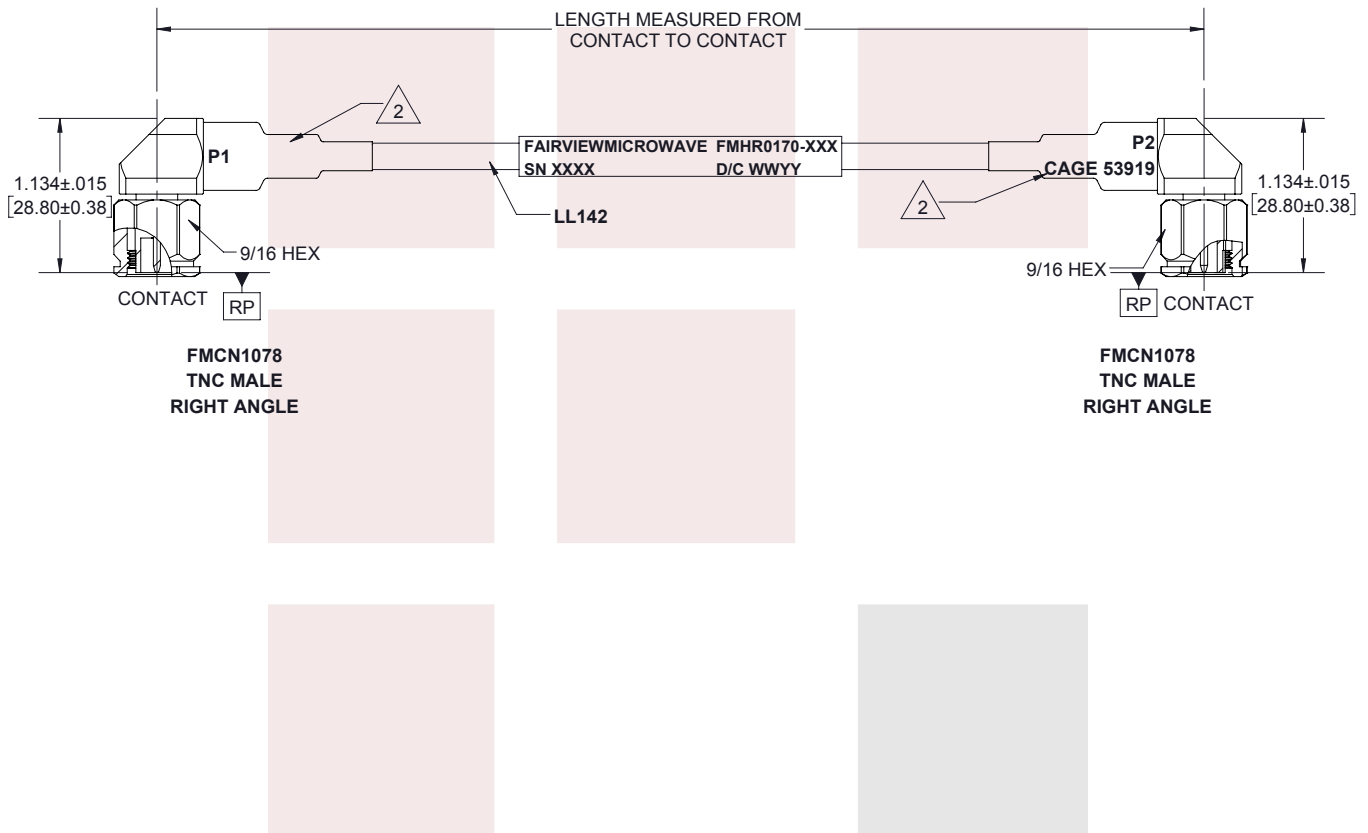 LENGTH MEASURED FROM
CONTACT TO CONTACT
2
P1
FAIRVIEWMICROWAVE FMHR0170-XXX
SN XXXX D/C WWYY
P2
CAGE 53919
1.134±.015
[28.80±0.38]
1.134±.015
[28.80±0.38]
2
LL142
9/16 HEX
9/16 HEX
CONTACT
RP
RP
CONTACT
FMCN1078
TNC MALE
RIGHT ANGLE
FMCN1078
TNC MALE
RIGHT ANGLE